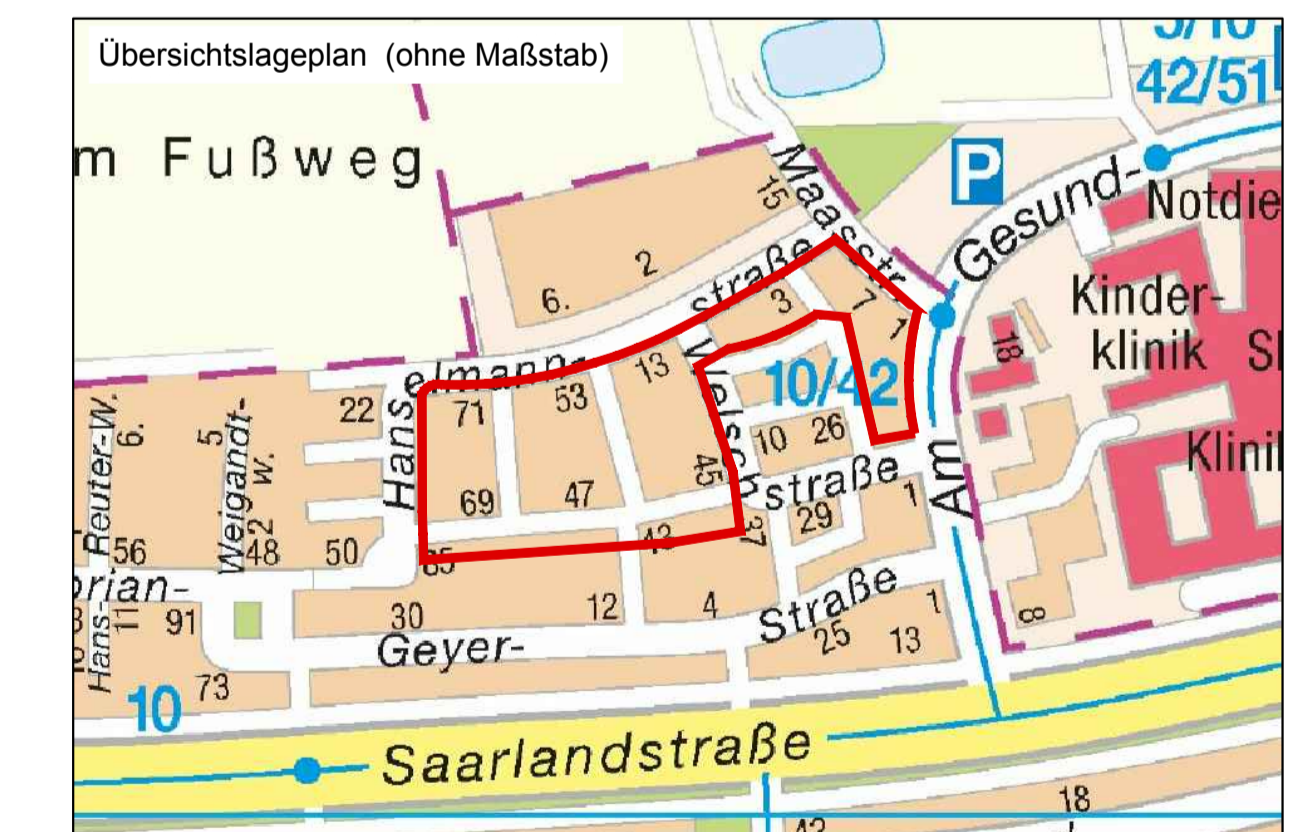 Übersichtslageplan (ohne Maßstab)
5/10
42/51
m Fußweg
P
Maasstr.
Gesund-
Notdie
15
2
6.
straße
3
7
1
Kinder-
klinik
18
Klini
10/42
Hans
elmann-
13
Welsch
straße
71
53
69
47
45
10
26
22
5
6.
Reuter-W.
Hans-
Weigandt-
W.
56
2
48
50
65
43
37
29
1
Am
rian-
11
91
30
12
4
Straße
25
13
1
8
Geyer-
10
73
Saarlandstraße
18